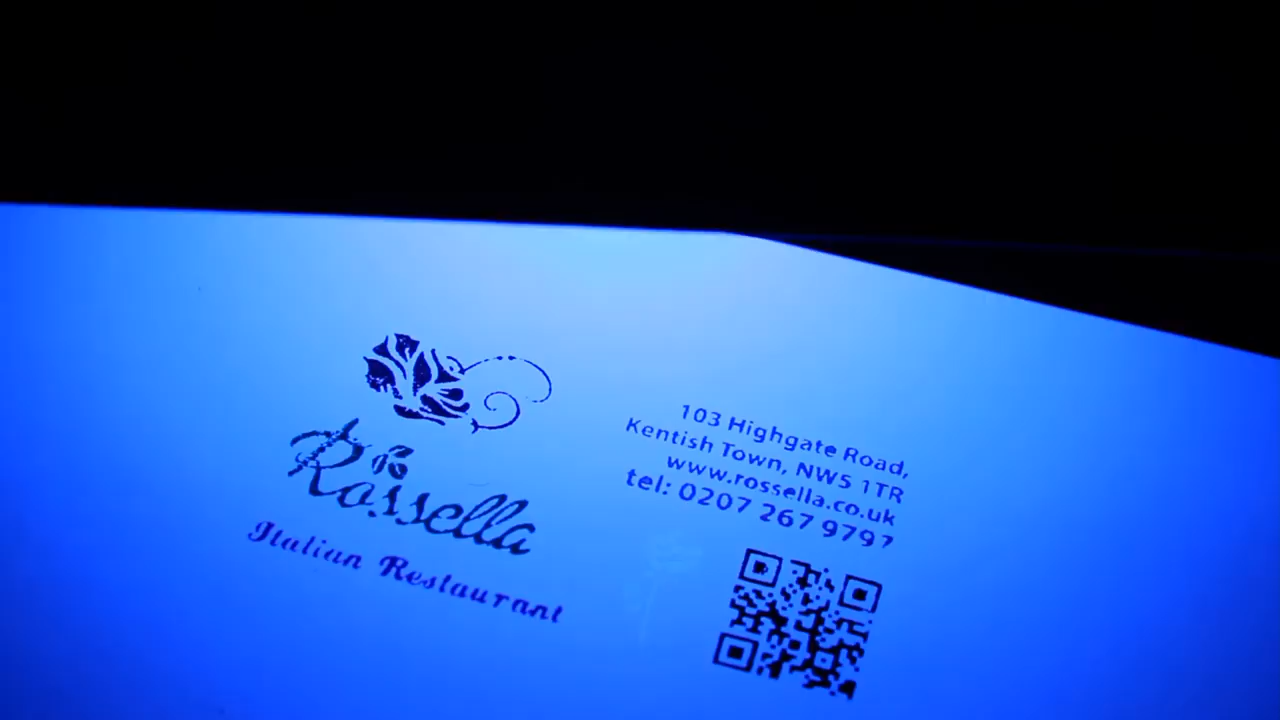 Rossella
Italian Restaurant
103 Highgate Road,
Kentish Town, NW5 1TR
www.rossella.co.uk
tel: 0207 267 9797